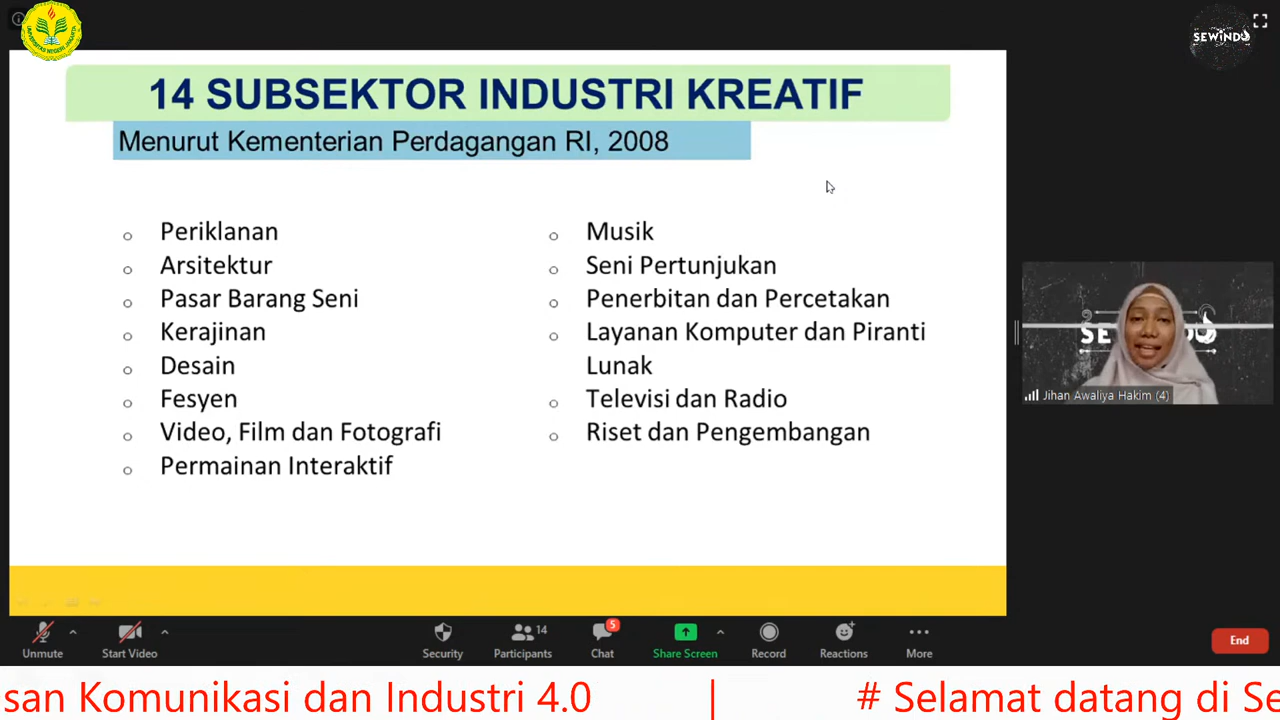 UNIVERSITAS NEGERI JAKARTA
SEWINDU
14 SUBSEKTOR INDUSTRI KREATIF
Menurut Kementerian Perdagangan RI, 2008
Periklanan
Arsitektur
Pasar Barang Seni
Kerajinan
Desain
Fesyen
Video, Film dan Fotografi
Permainan Interaktif
Musik
Seni Pertunjukan
Penerbitan dan Percetakan
Layanan Komputer dan Piranti
Lunak
Televisi dan Radio
Riset dan Pengembangan
Jihan Awaliya Hakim (4)
Unmute
Start Video
Security
14
Participants
5
Chat
Share Screen
Record
Reactions
More
End
san Komunikasi dan Industri 4.0 | # Selamat datang di Se